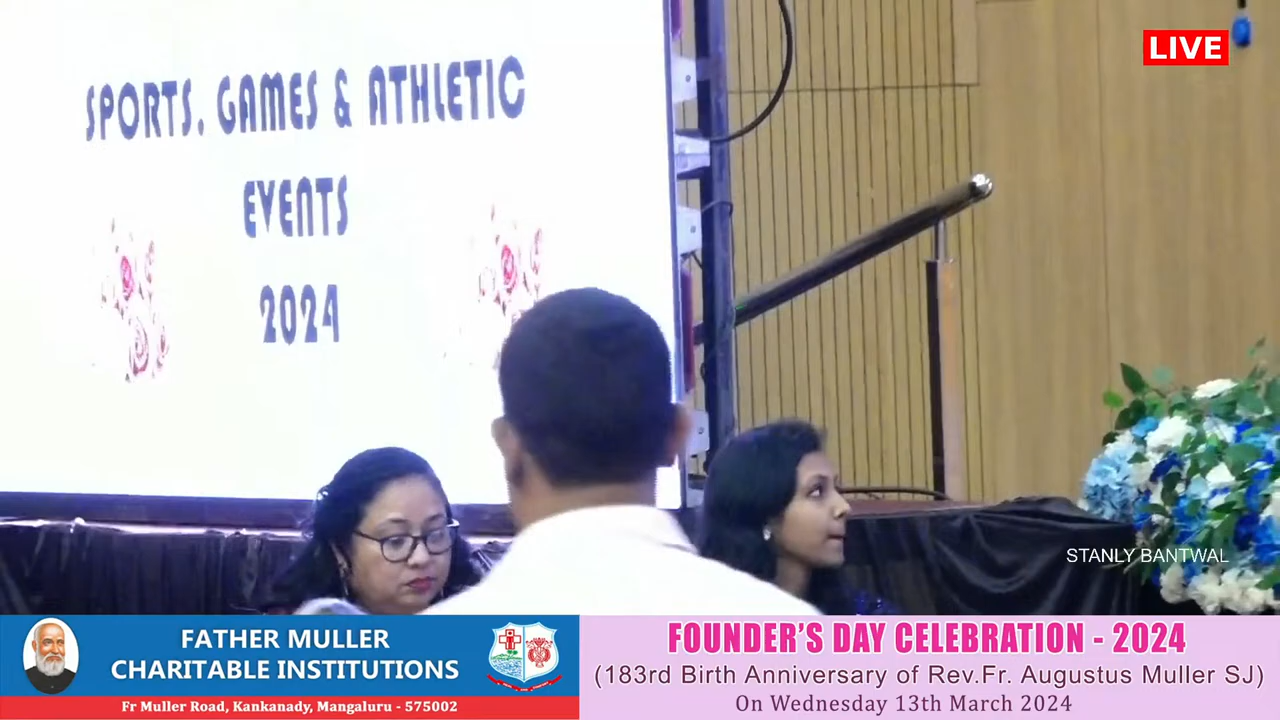 LIVE
SPORTS, GAMES & ATHLETIC
EVENTS
2024
STANLY BANTWAL
FATHER MULLER
CHARITABLE INSTITUTIONS
Fr Muller Road, Kankanady, Mangaluru - 575002
FOUNDER'S DAY CELEBRATION - 2024
(183rd Birth Anniversary of Rev.Fr. Augustus Muller SJ)
On Wednesday 13th March 2024